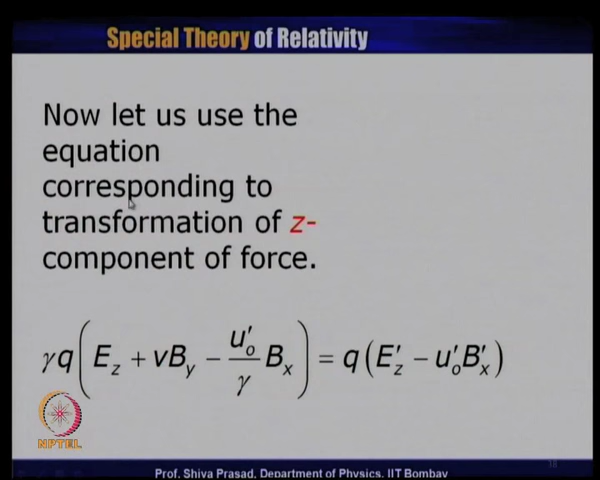 Special Theory of Relativity
Now let us use the
equation
corresponding to
transformation of z-
component of force.
γq(E_z + vB_y − u′_o/γ B_x) = q(E′_z − u′_oB′_x)
NPTEL
38
Prof. Shiva Prasad, Department of Physics, IIT Bombay